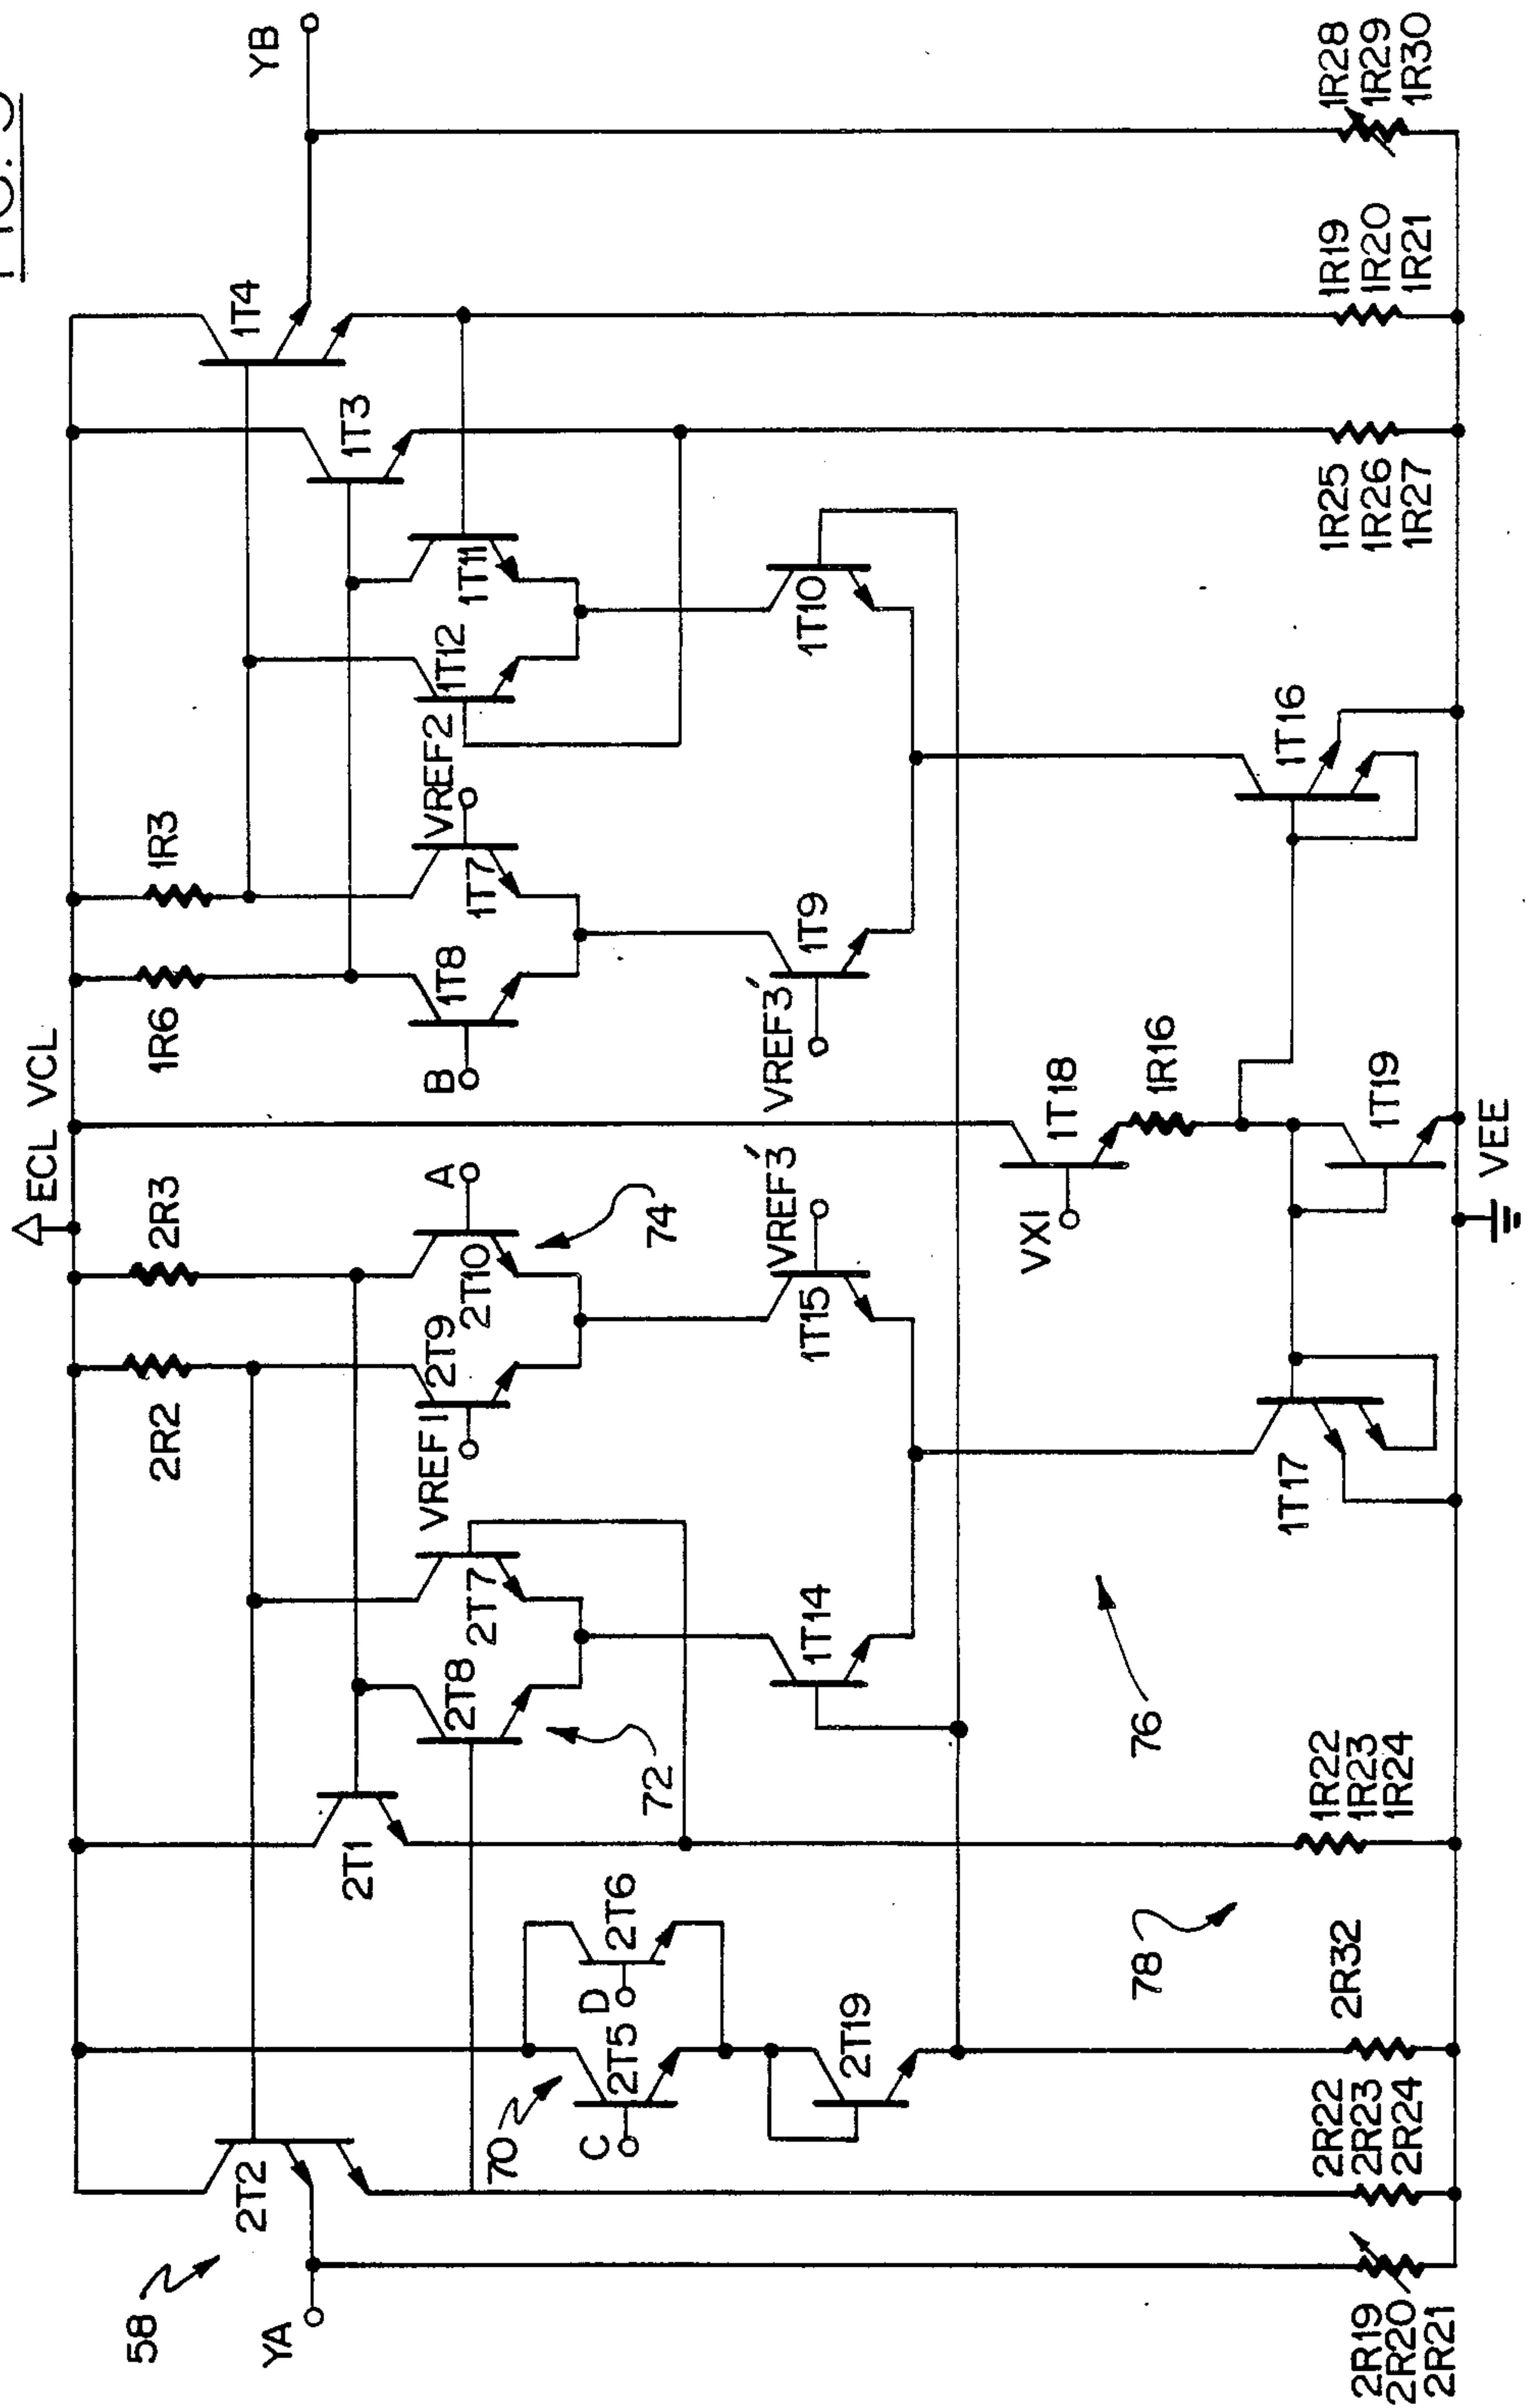 ECL VCL
YB
1T4
1T3
1R3
1R6
2R3
2R2
2T1
2T2
58
YA
1T11
1T12
VREF2
1T7
1T8
B
A
2T10
74
2T9
VREF1
2T7
2T8
72
2T6
D
2T5
C
70
2T19
1T10
1T9
VREF3′
VREF3′
1T15
1T14
1T18
VX1
1R16
1T16
1T17
1T19
76
78
1R28
1R29
1R30
1R19
1R20
1R21
1R25
1R26
1R27
1R22
1R23
1R24
2R32
2R22
2R23
2R24
2R19
2R20
2R21
VEE